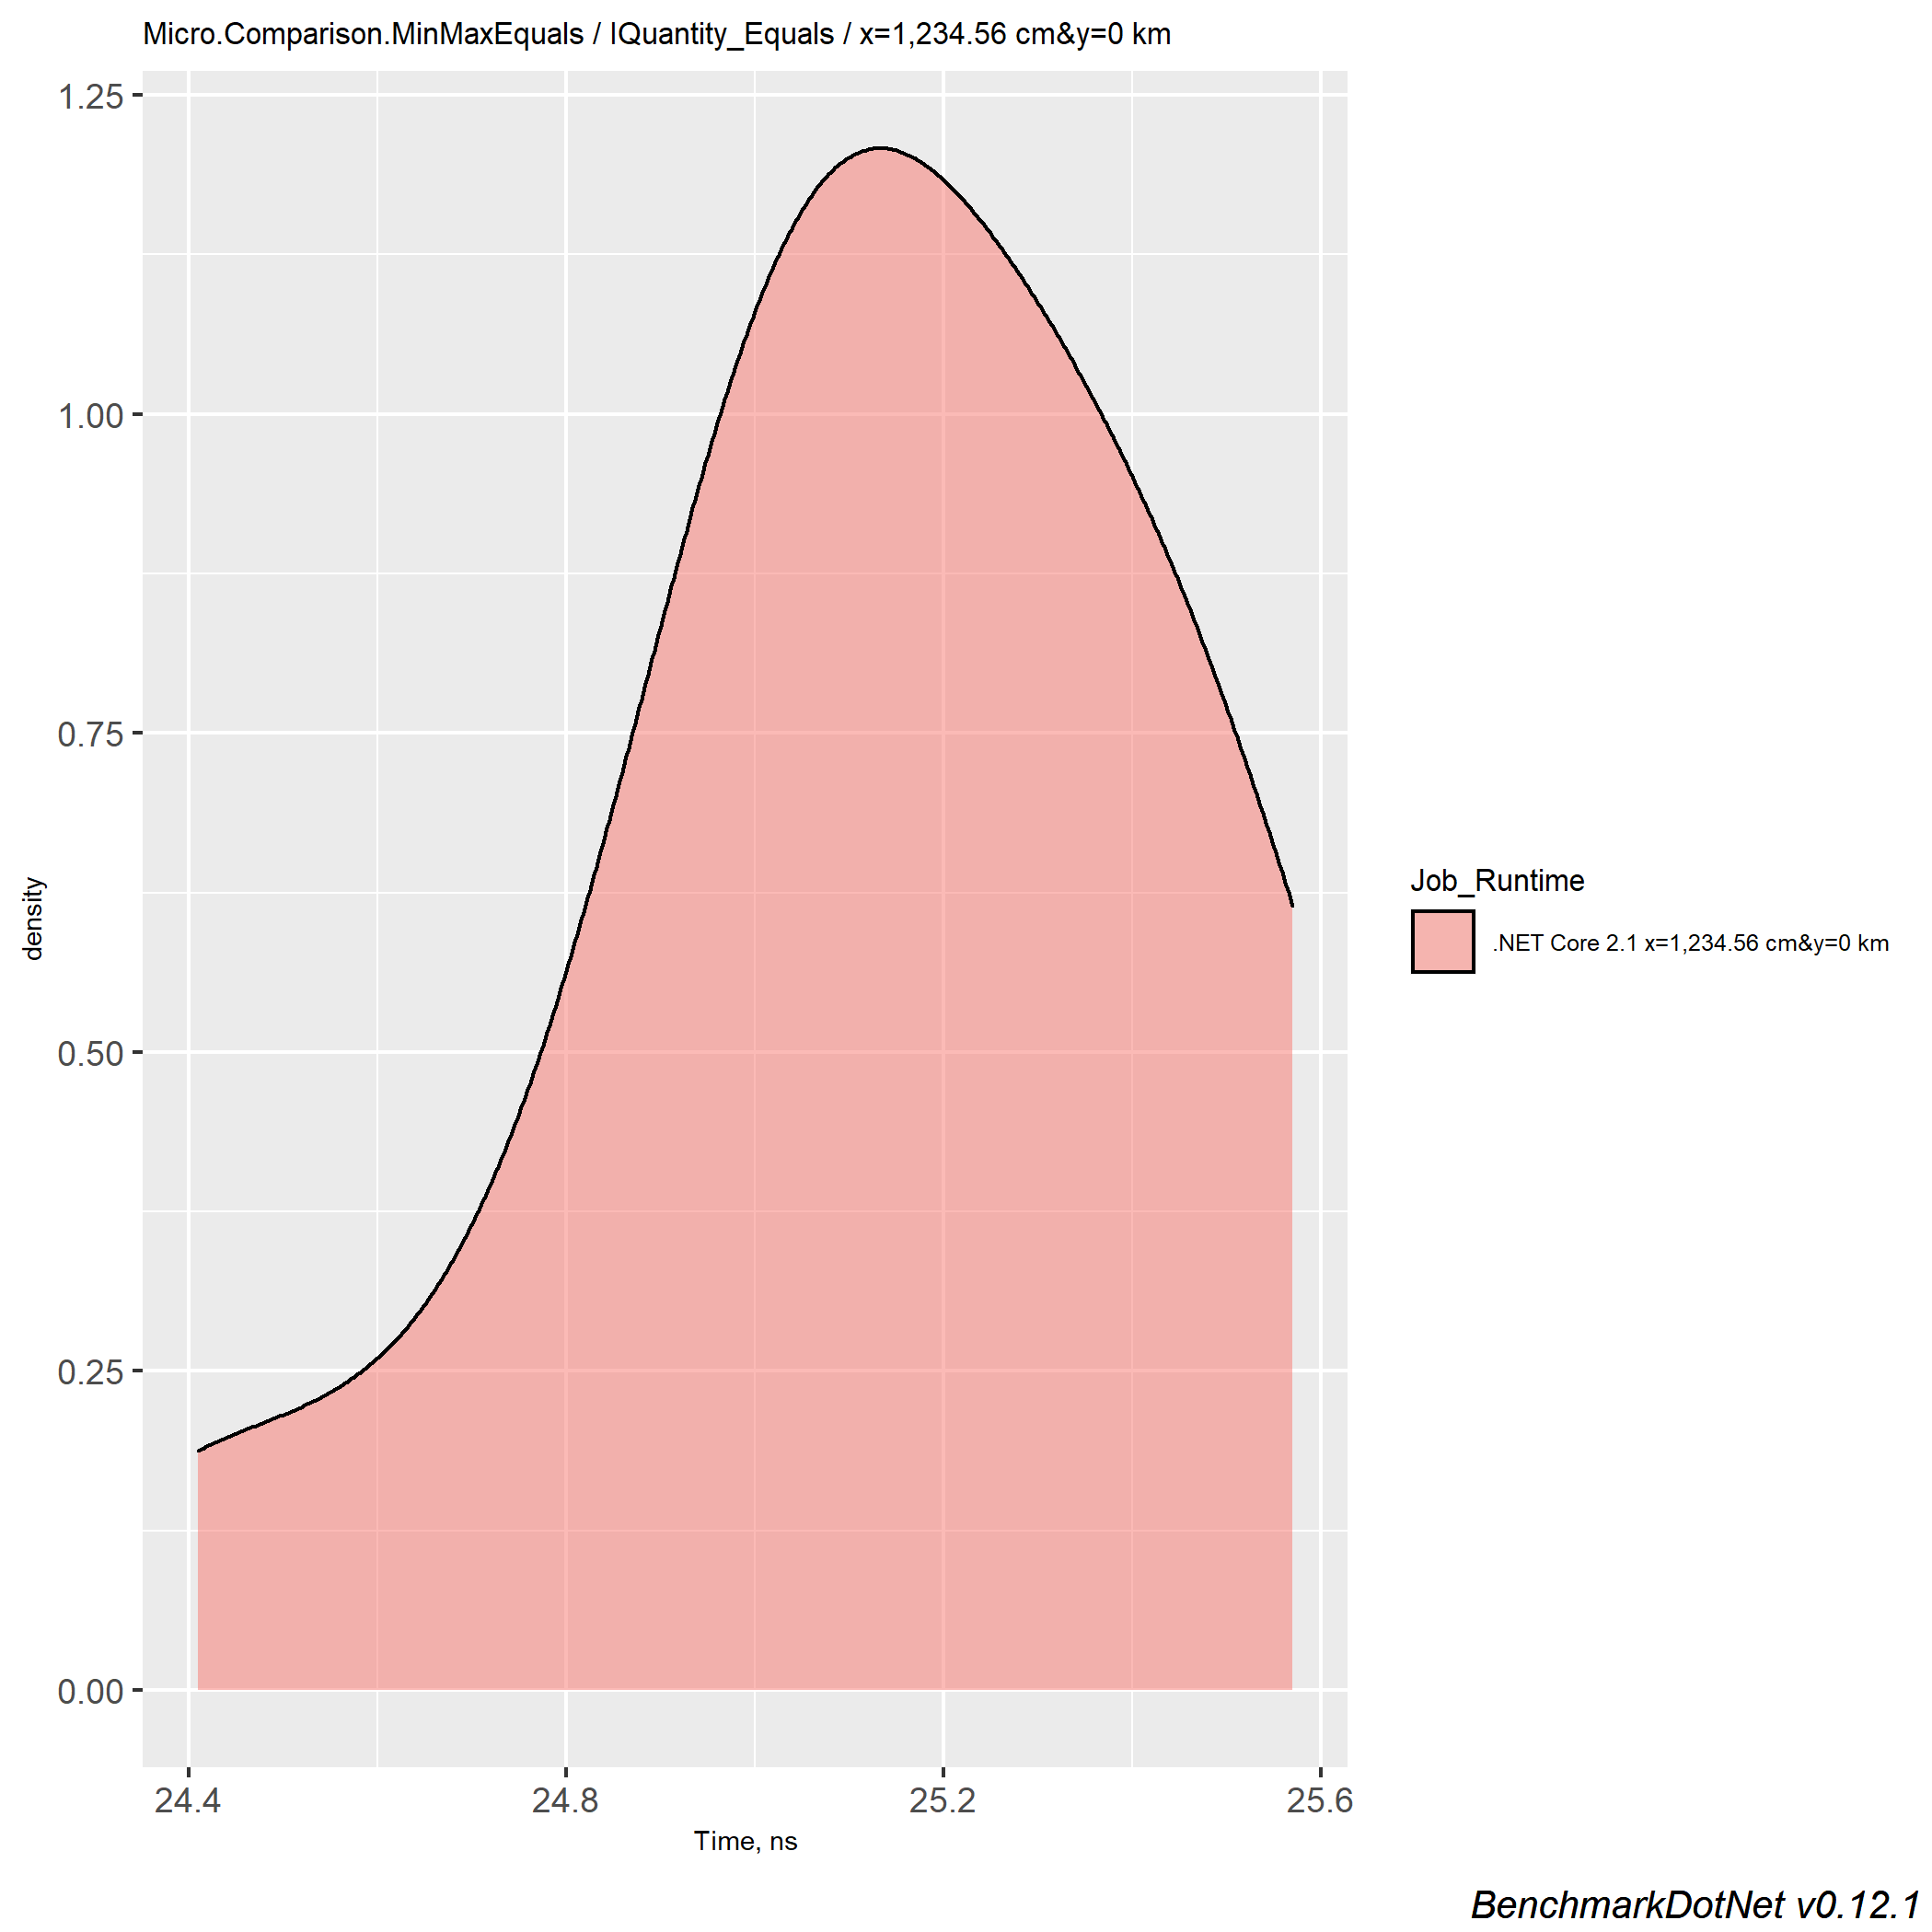 Micro.Comparison.MinMaxEquals / IQuantity_Equals / x=1,234.56 cm&y=0 km
1.25
1.00
0.75
0.50
0.25
0.00
density
24.4
24.8
25.2
25.6
Time, ns
Job_Runtime
.NET Core 2.1 x=1,234.56 cm&y=0 km
BenchmarkDotNet v0.12.1